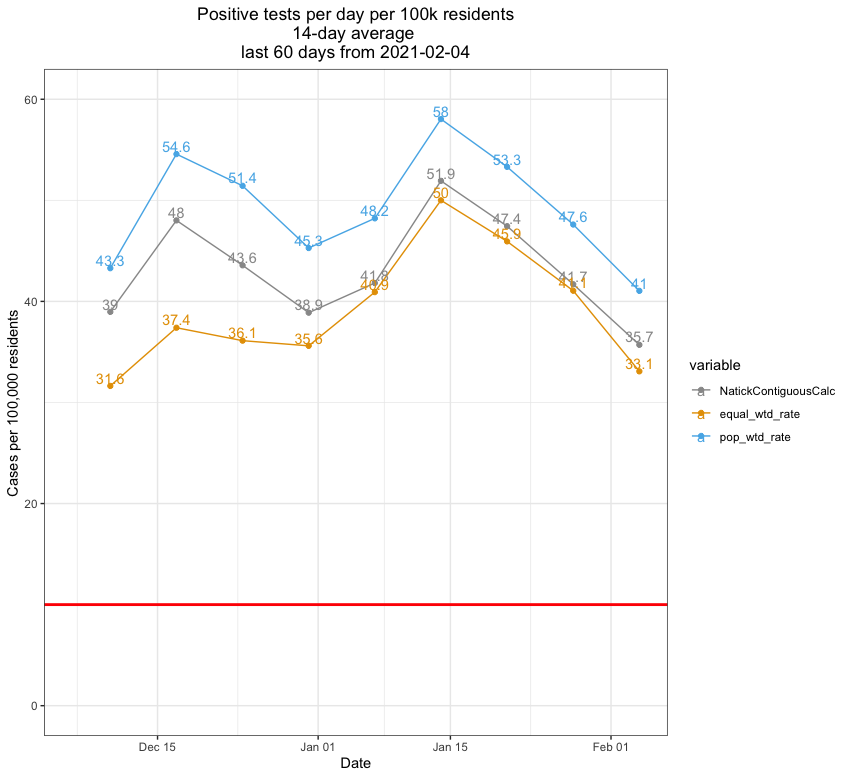 Positive tests per day per 100k residents
14-day average
last 60 days from 2021-02-04
Cases per 100,000 residents
60
40
20
0
43.3
54.6
51.4
45.3
48.2
58
53.3
47.6
41
39
48
43.6
38.9
41.8
51.9
47.4
41.7
35.7
31.6
37.4
36.1
35.6
40.9
50
45.9
41.1
33.1
Dec 15
Jan 01
Jan 15
Feb 01
Date
variable
a NatickContiguousCalc
a equal_wtd_rate
a pop_wtd_rate